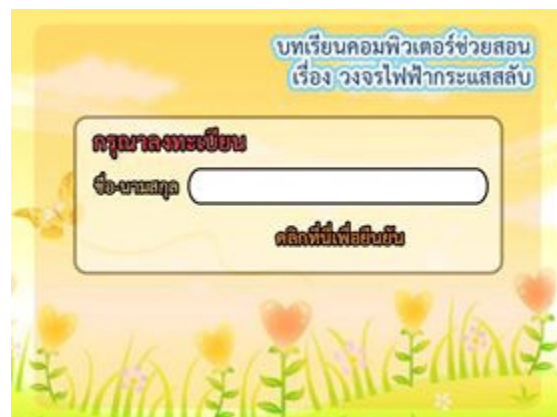 บทเรียนคอมพิวเตอร์ช่วยสอน
เรื่อง วงจรไฟฟ้ากระแสสลับ
กรุณาลงทะเบียน
ชื่อ-นามสกุล
คลิกที่นี่เพื่อยืนยัน